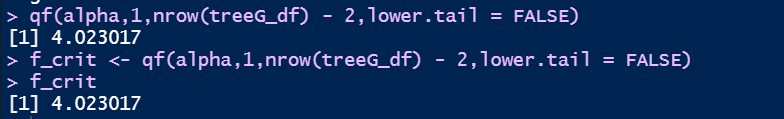 > qf(alpha,1,nrow(treeG_df) - 2,lower.tail = FALSE)
[1] 4.023017
> f_crit <- qf(alpha,1,nrow(treeG_df) - 2,lower.tail = FALSE)
> f_crit
[1] 4.023017